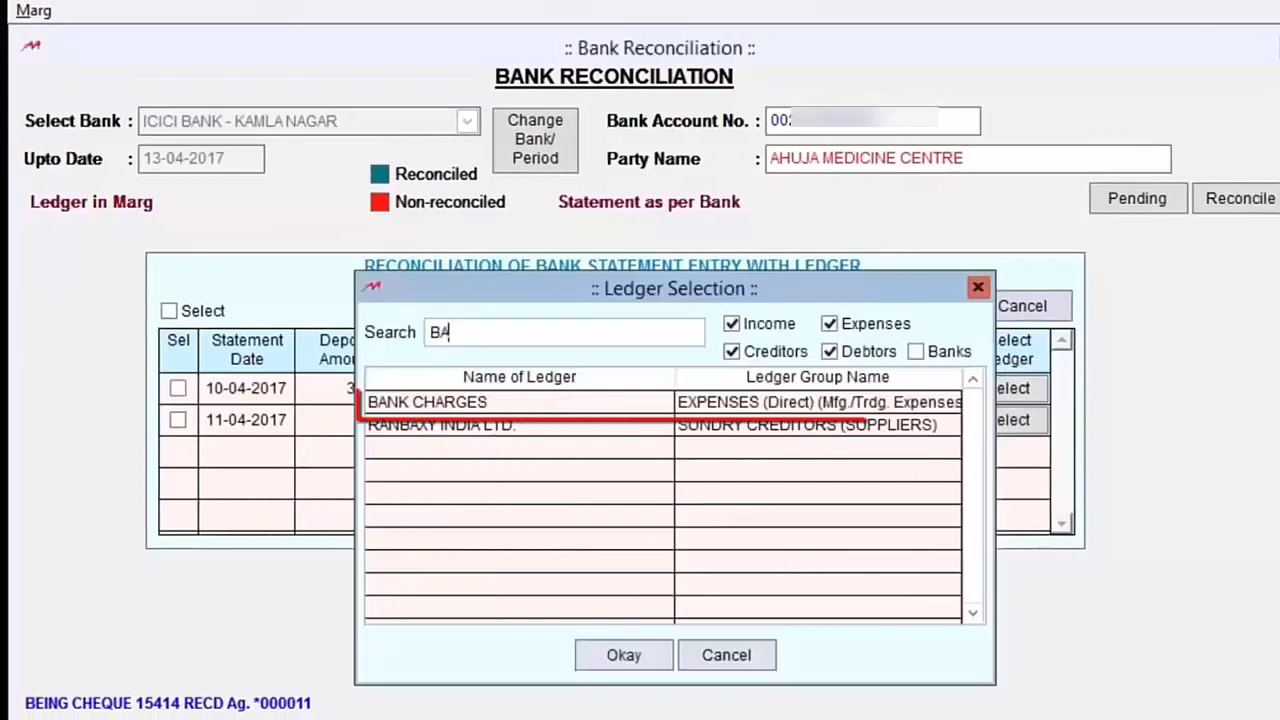 Marg
:: Bank Reconciliation ::
BANK RECONCILIATION
Select Bank : ICICI BANK - KAMLA NAGAR
Change Bank/ Period
Bank Account No. : 002
Upto Date : 13-04-2017
Party Name : AHUJA MEDICINE CENTRE
Reconciled
Ledger in Marg
Non-reconciled
Statement as per Bank
Pending
Reconcile
RECONCILIATION OF BANK STATEMENT ENTRY WITH LEDGER
:: Ledger Selection ::
Select
Cancel
Search BA
Income
Expenses
Creditors
Debtors
Banks
Sel
Statement Date
Name of Ledger
Ledger Group Name
10-04-2017
BANK CHARGES
EXPENSES (Direct) (Mfg./Trdg. Expenses
11-04-2017
RANBAXY INDIA LTD.
SUNDRY CREDITORS (SUPPLIERS)
Okay
Cancel
BEING CHEQUE 15414 RECD Ag. *000011